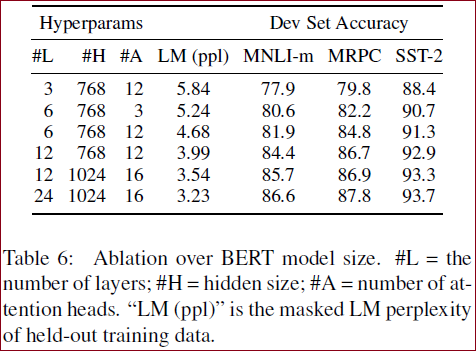 Hyperparams Dev Set Accuracy
#L #H #A LM (ppl) MNLI-m MRPC SST-2
3 768 12 5.84 77.9 79.8 88.4
6 768 3 5.24 80.6 82.2 90.7
6 768 12 4.68 81.9 84.8 91.3
12 768 12 3.99 84.4 86.7 92.9
12 1024 16 3.54 85.7 86.9 93.3
24 1024 16 3.23 86.6 87.8 93.7
Table 6: Ablation over BERT model size. #L = the
number of layers; #H = hidden size; #A = number of at-
tention heads. “LM (ppl)” is the masked LM perplexity
of held-out training data.